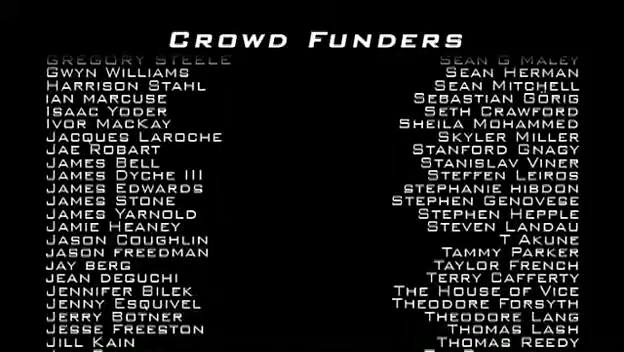 CROWD FUNDERS
GREGORY STEELE
GWYN WILLIAMS
HARRISON STAHL
IAN MARCUSE
ISAAC YODER
IVOR MACKAY
JACQUES LAROCHE
JAE ROBART
JAMES BELL
JAMES DYCHE III
JAMES EDWARDS
JAMES STONE
JAMES YARNOLD
JAMIE HEANEY
JASON COUGHLIN
JASON FREEDMAN
JAY BERG
JEAN DEGUCHI
JENNIFER BILEK
JENNY ESQUIVEL
JERRY BOTNER
JESSE FREESTON
JILL KAIN
SEAN G MALEY
SEAN HERMAN
SEAN MITCHELL
SEBASTIAN GÖRIG
SETH CRAWFORD
SHEILA MOHAMMED
SKYLER MILLER
STANFORD GNAGY
STANISLAV VINER
STEFFEN LEIROS
STEPHANIE HIBDON
STEPHEN GENOVESE
STEPHEN HEPPLE
STEVEN LANDAU
T AKUNE
TAMMY PARKER
TAYLOR FRENCH
TERRY CAFFERTY
THE HOUSE OF VICE
THEODORE FORSYTH
THEODORE LANG
THOMAS LASH
THOMAS REEDY